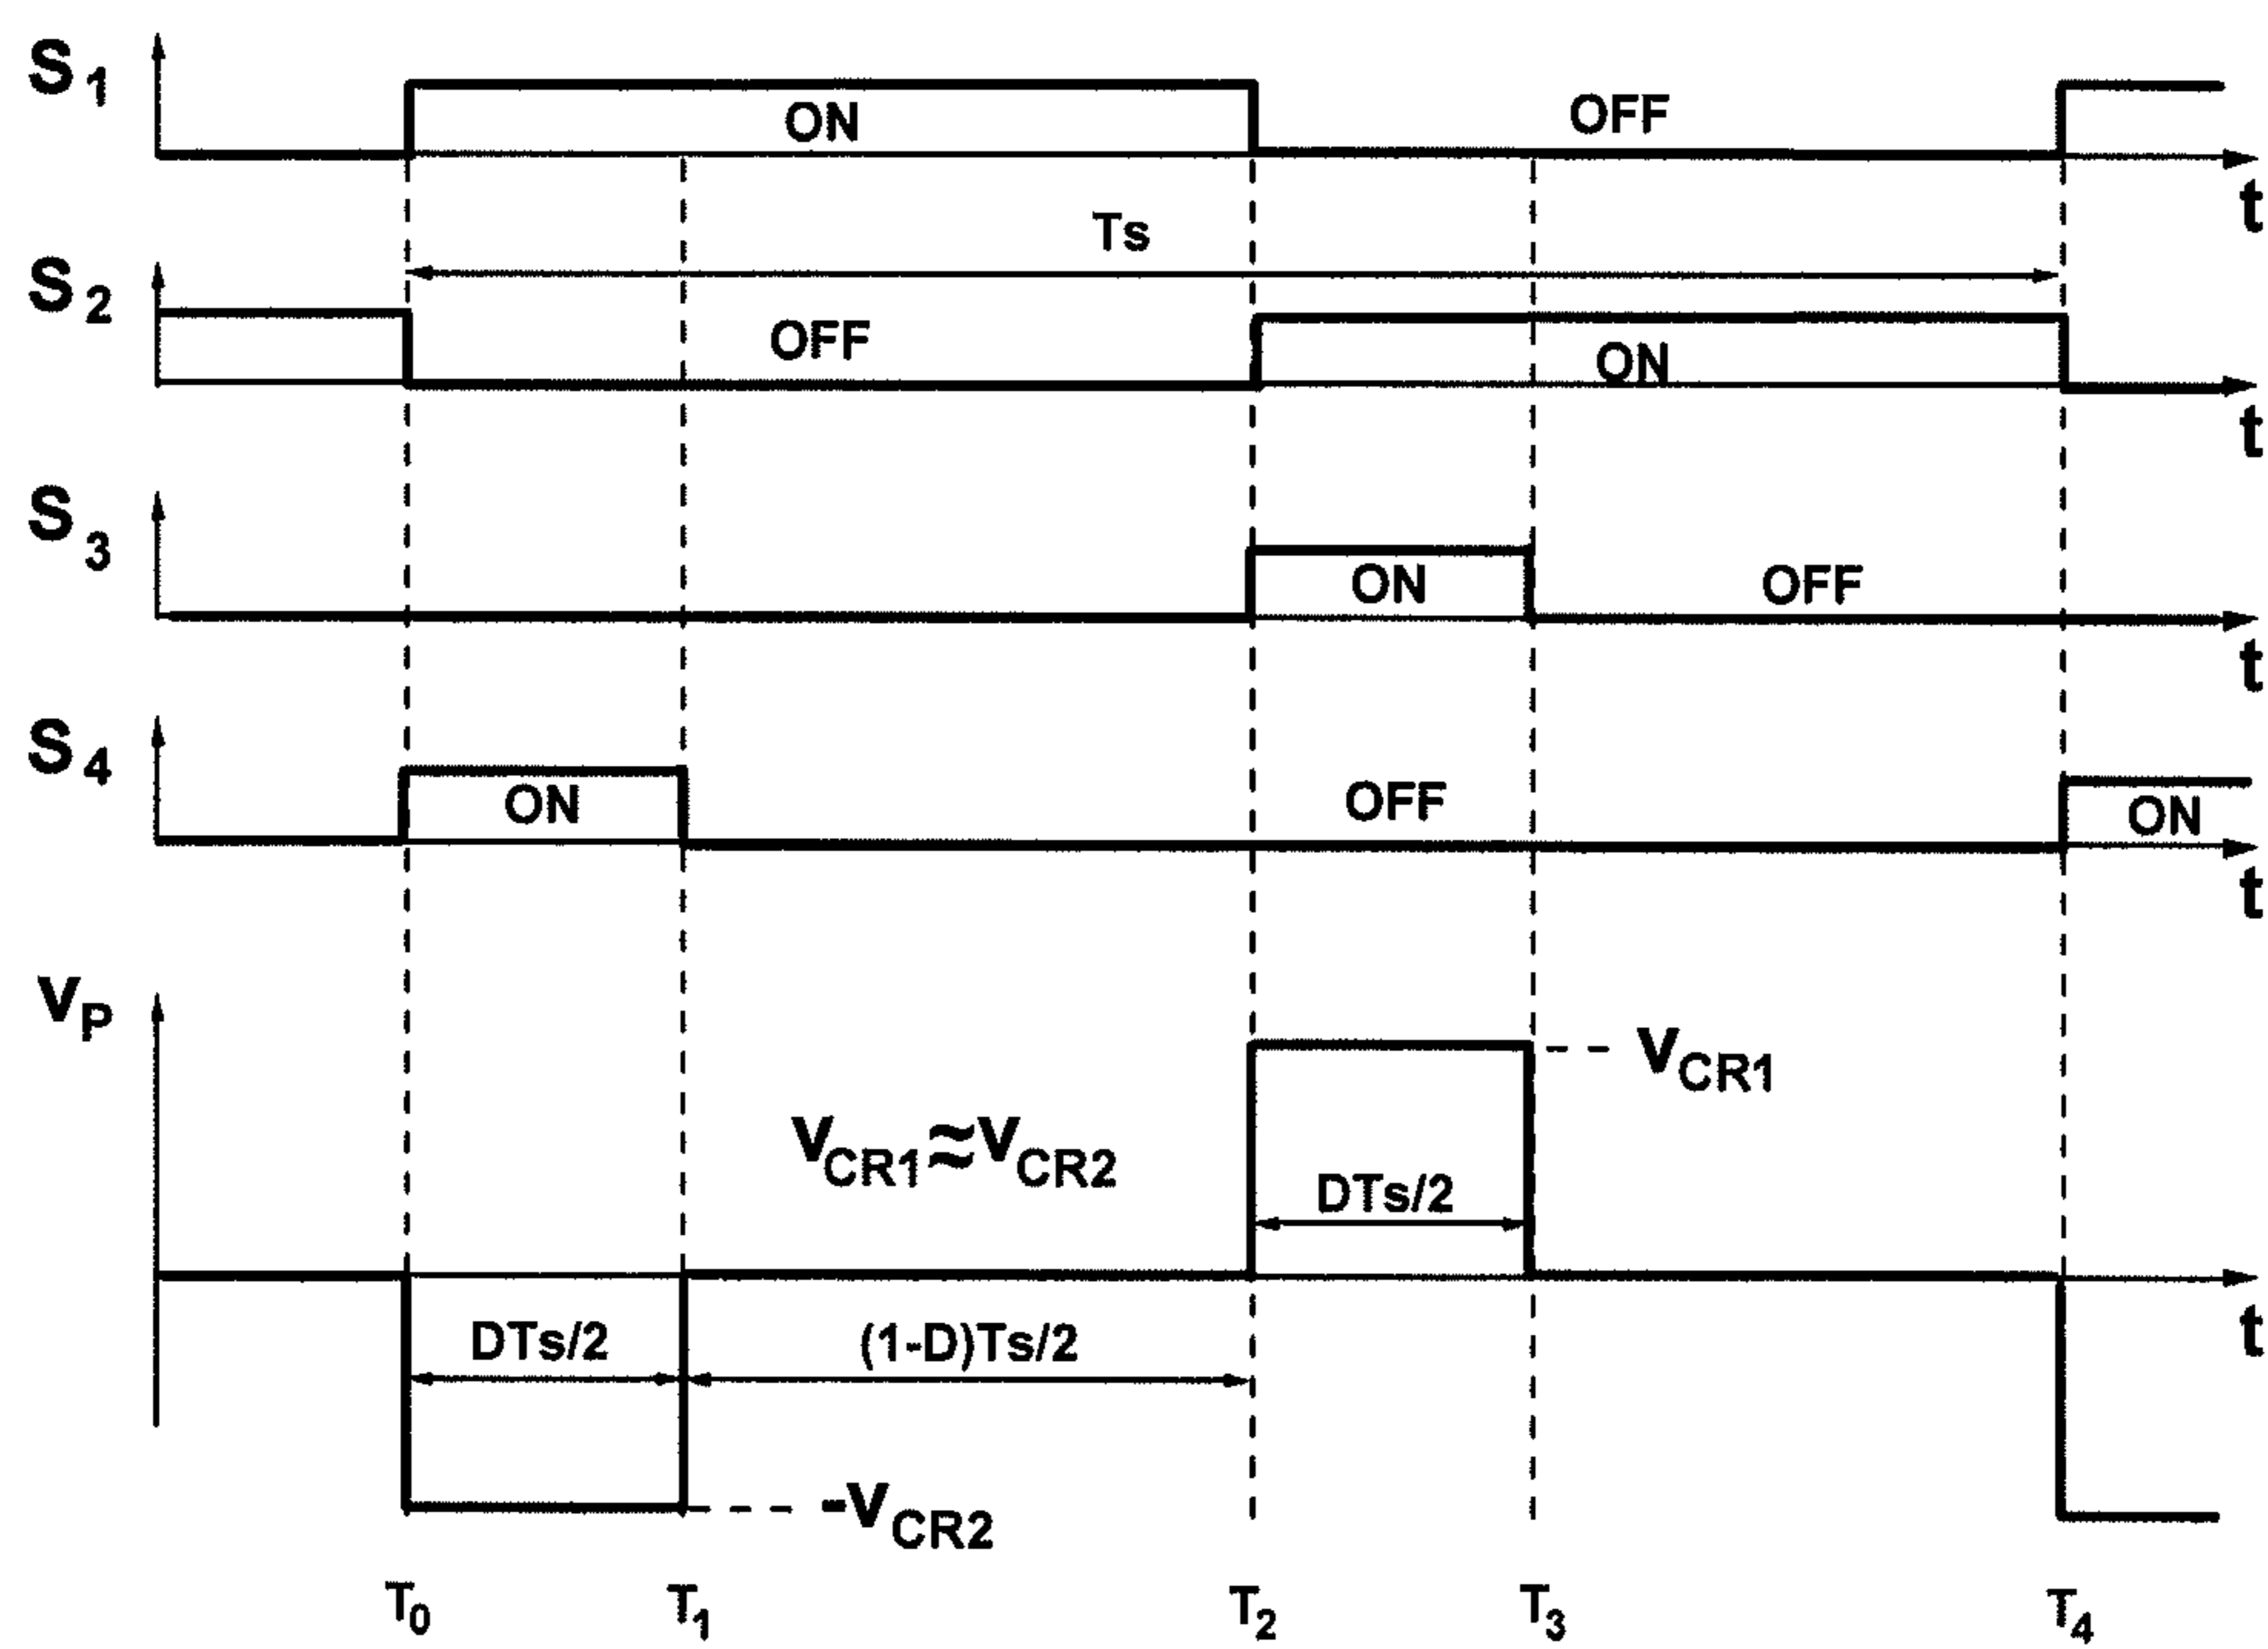 S1
ON
OFF
t
Ts
S2
OFF
ON
t
S3
ON
OFF
t
S4
ON
OFF
ON
t
vP
VCR1
VCR1≈VCR2
DTs/2
t
DTs/2
(1-D)Ts/2
-VCR2
T0
T1
T2
T3
T4